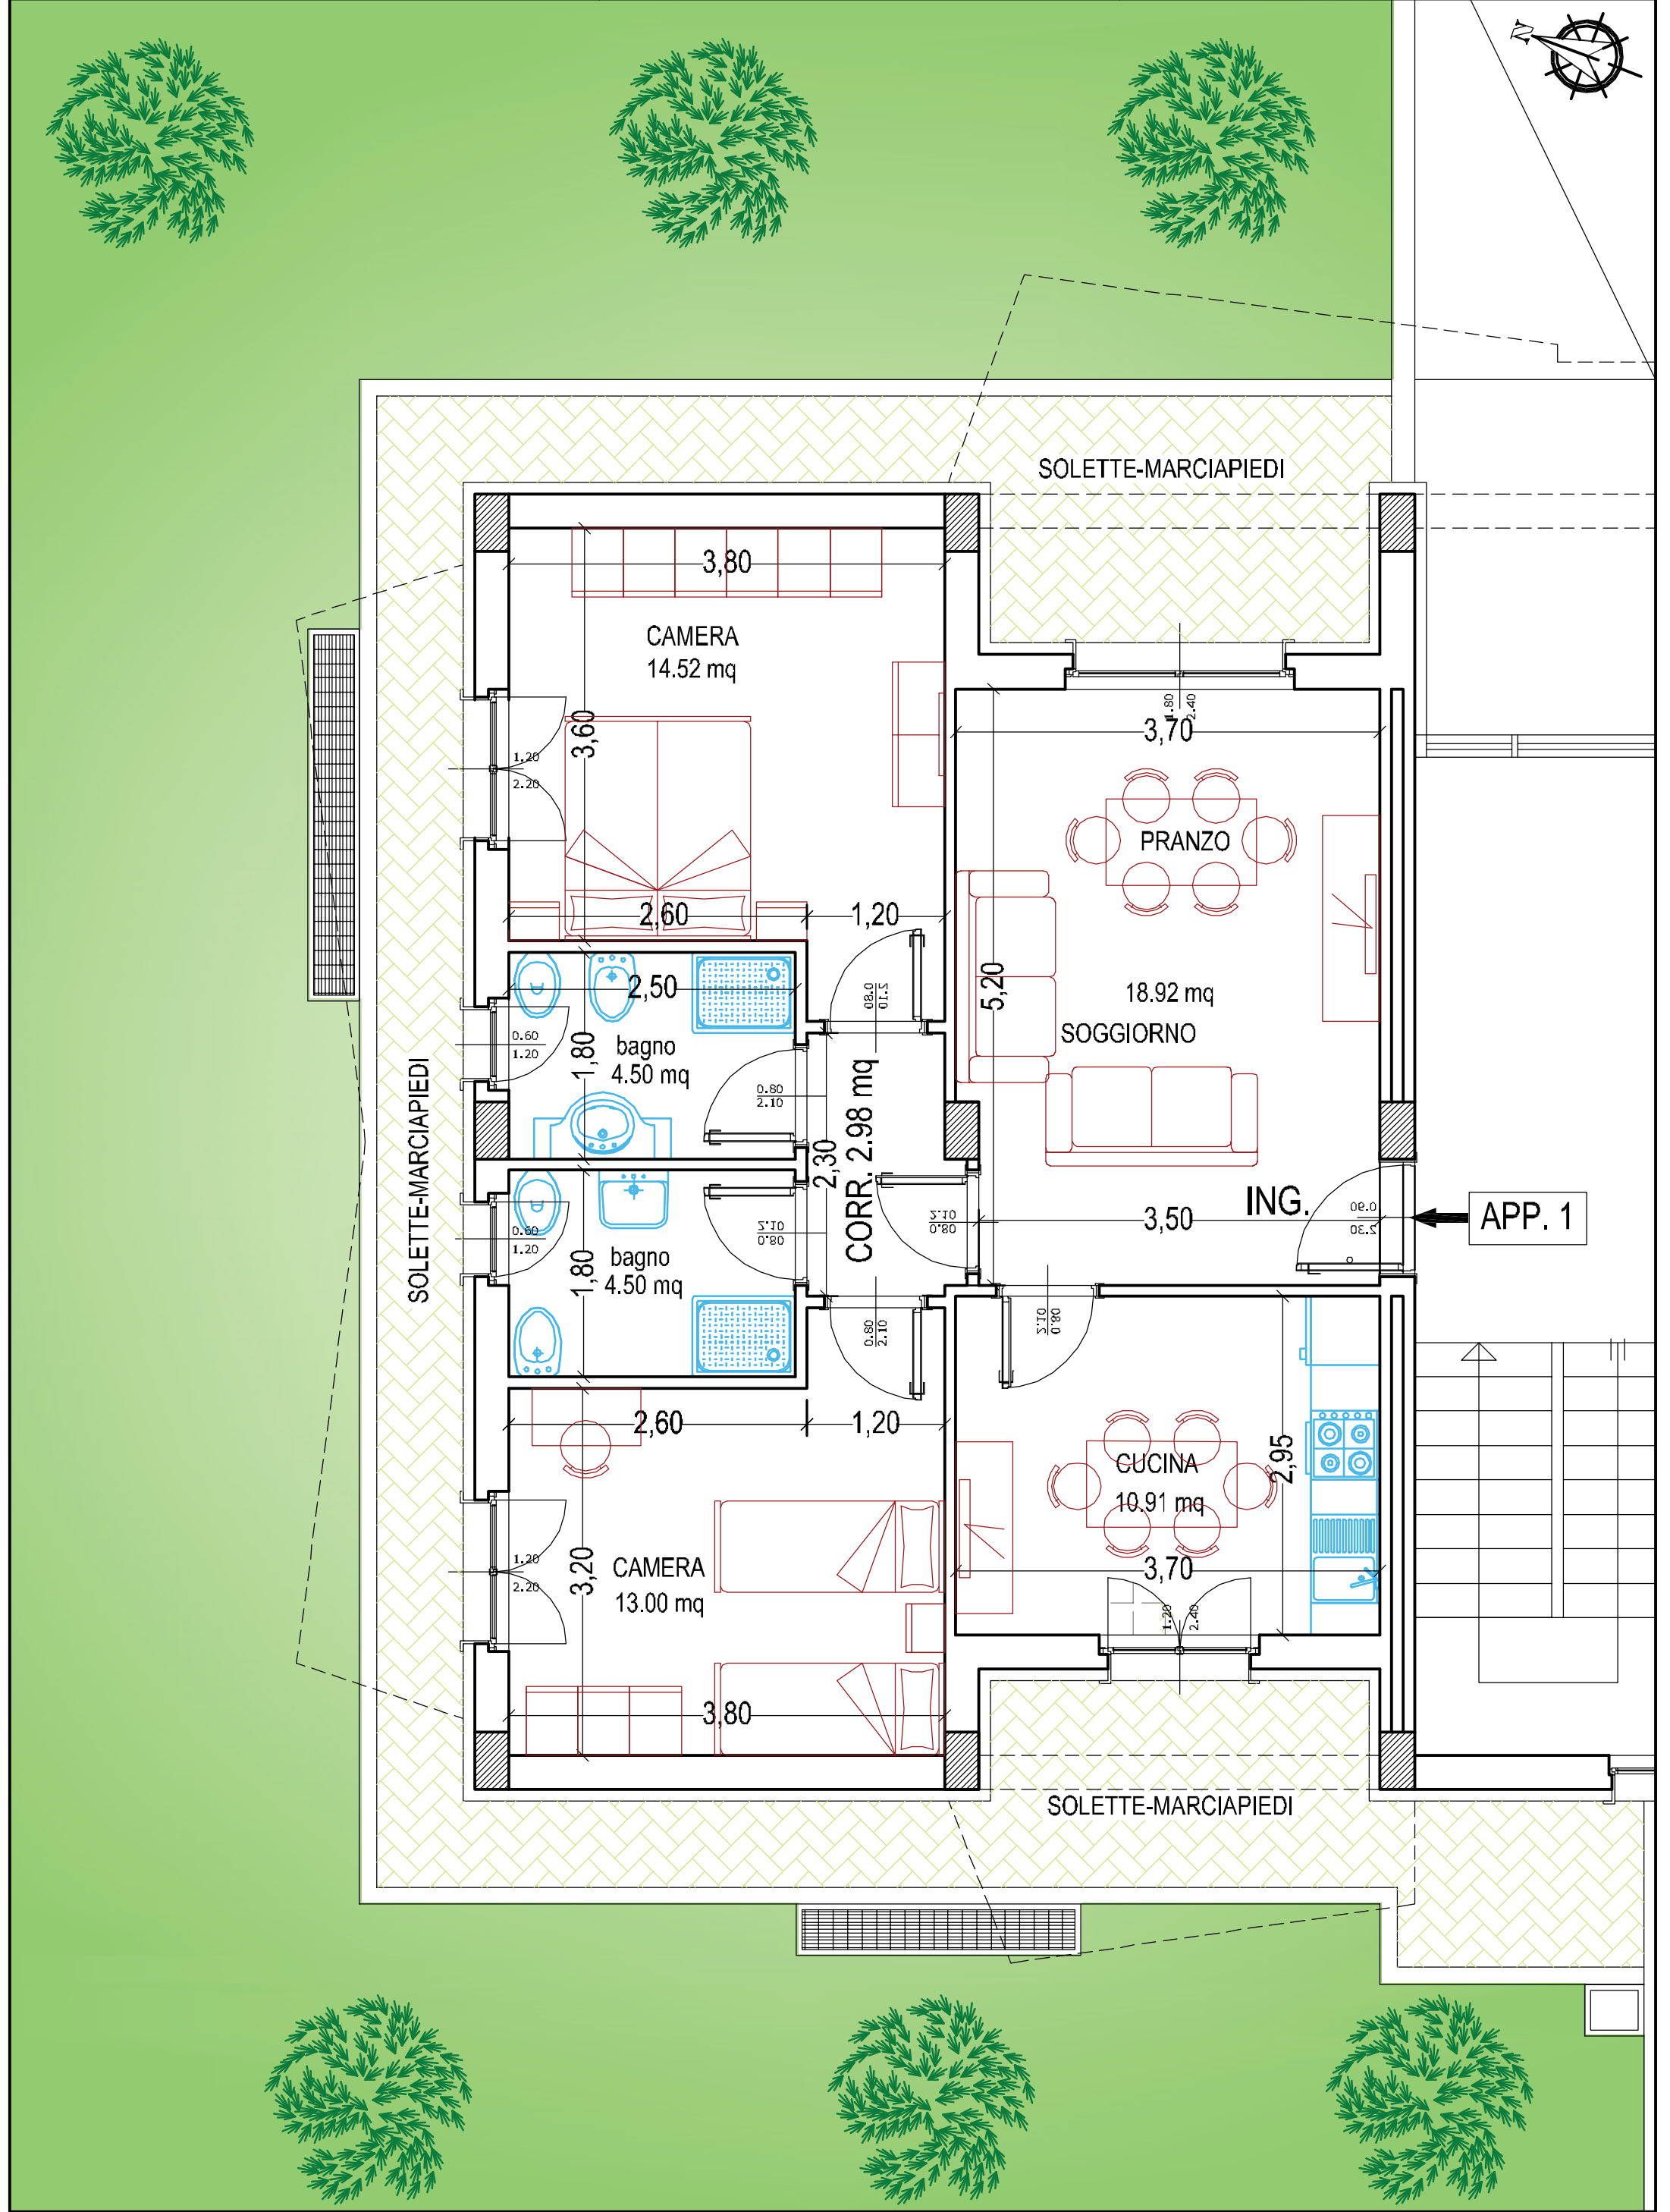 N
SOLETTE-MARCIAPIEDI
3,80
CAMERA
14.52 mq
3,60
1.20
2.20
1.80
2.40
3,70
PRANZO
2,60
1,20
5,20
18.92 mq
SOGGIORNO
2,50
0.80
2.10
0.60
1.20
1,80
bagno
4.50 mq
0.80
2.10
SOLETTE-MARCIAPIEDI
2,30
CORR. 2.98 mq
0.60
1.20
1,80
bagno
4.50 mq
2.10
0.80
2.10
0.80
3,50
ING.
0.90
2.30
APP. 1
0.80
2.10
2.10
0.80
2,60
1,20
2,95
CUCINA
10.91 mq
3,70
1.20
2.40
1.20
2.20
3,20
CAMERA
13.00 mq
3,80
SOLETTE-MARCIAPIEDI